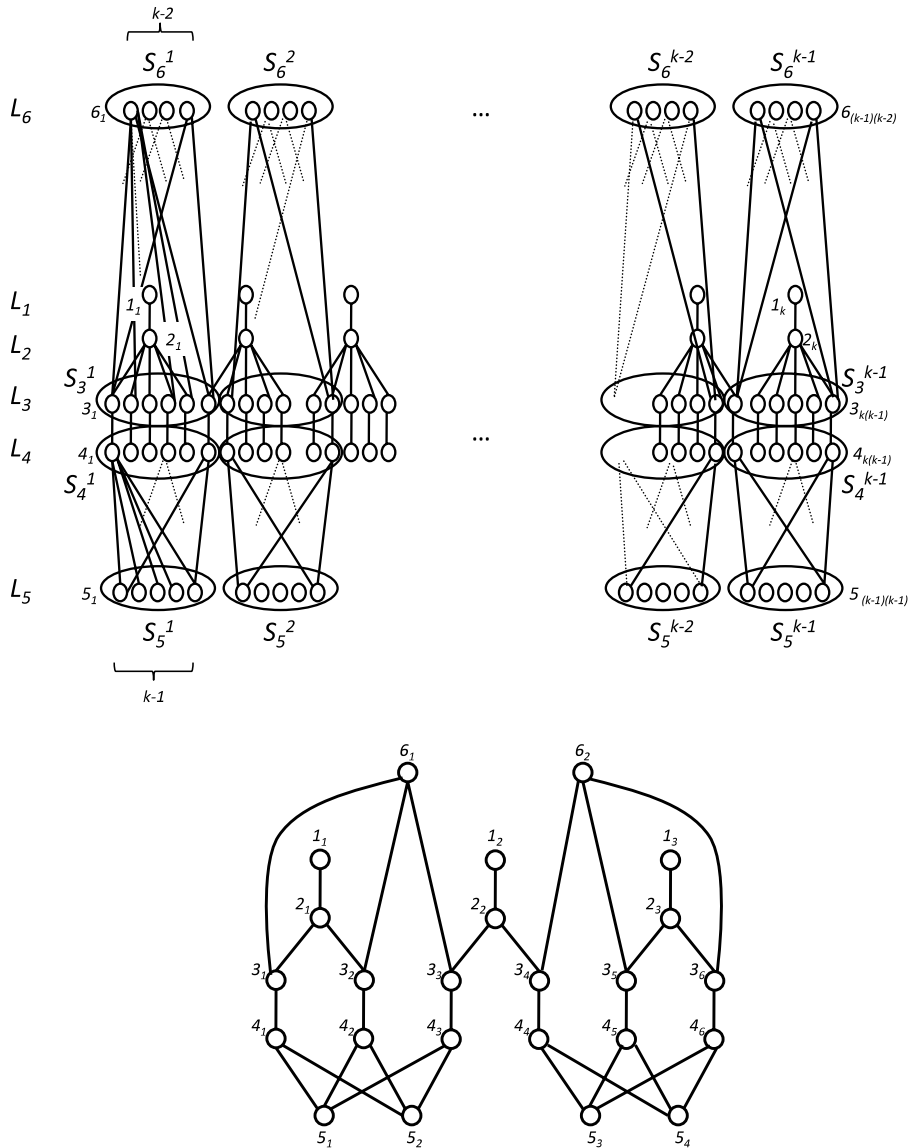 k-2
S_6^1 S_6^2 S_6^{k-2} S_6^{k-1}
L_6 6_1 ... 6_{(k-1)(k-2)}
L_1 1_1 1_k
L_2 2_1 2_k
S_3^1 S_3^{k-1}
L_3 3_1 3_{k(k-1)}
...
L_4 4_1 4_{k(k-1)}
S_4^1 S_4^{k-1}
L_5 5_1 5_{(k-1)(k-1)}
S_5^1 S_5^2 S_5^{k-2} S_5^{k-1}
k-1
6_1 6_2
1_1 1_2 1_3
2_1 2_2 2_3
3_1 3_2 3_3 3_4 3_5 3_6
4_1 4_2 4_3 4_4 4_5 4_6
5_1 5_2 5_3 5_4